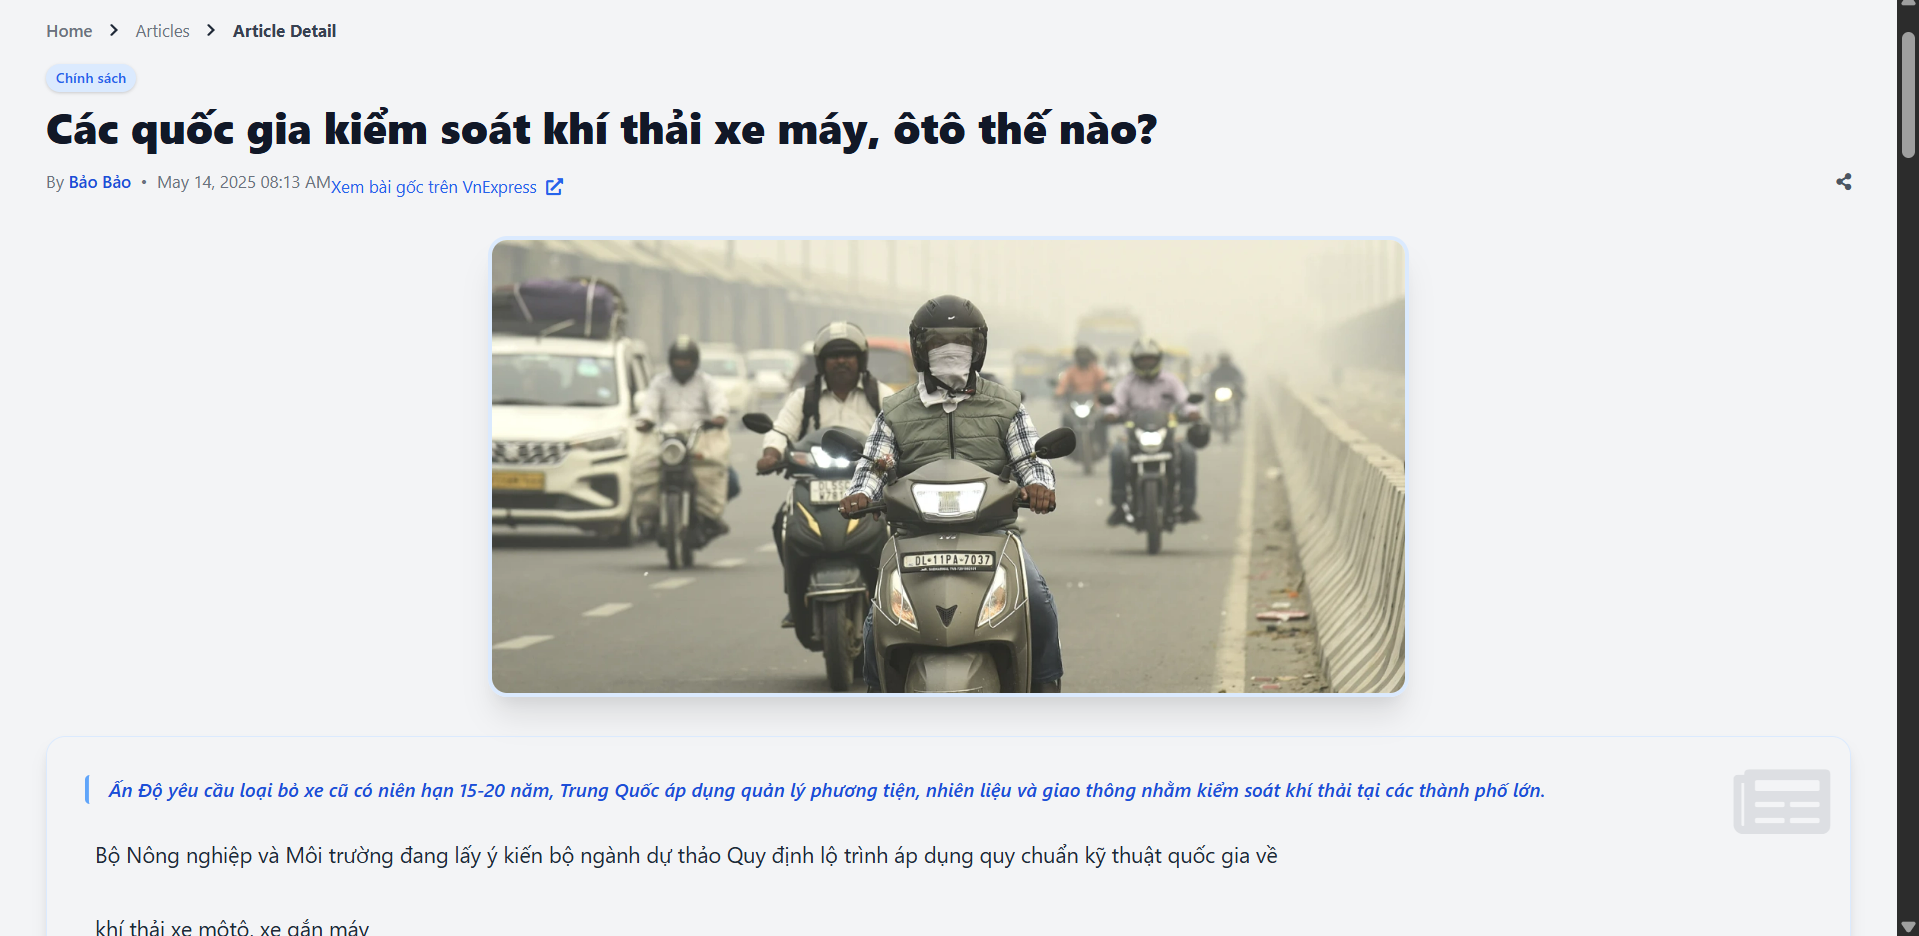 Home > Articles > Article Detail
Chính sách
Các quốc gia kiểm soát khí thải xe máy, ôtô thế nào?
By Bảo Bảo • May 14, 2025 08:13 AM Xem bài gốc trên VnExpress
DL-11PA-7037
Ấn Độ yêu cầu loại bỏ xe cũ có niên hạn 15-20 năm, Trung Quốc áp dụng quản lý phương tiện, nhiên liệu và giao thông nhằm kiểm soát khí thải tại các thành phố lớn.
Bộ Nông nghiệp và Môi trường đang lấy ý kiến bộ ngành dự thảo Quy định lộ trình áp dụng quy chuẩn kỹ thuật quốc gia về
khí thải xe môtô, xe gắn máy